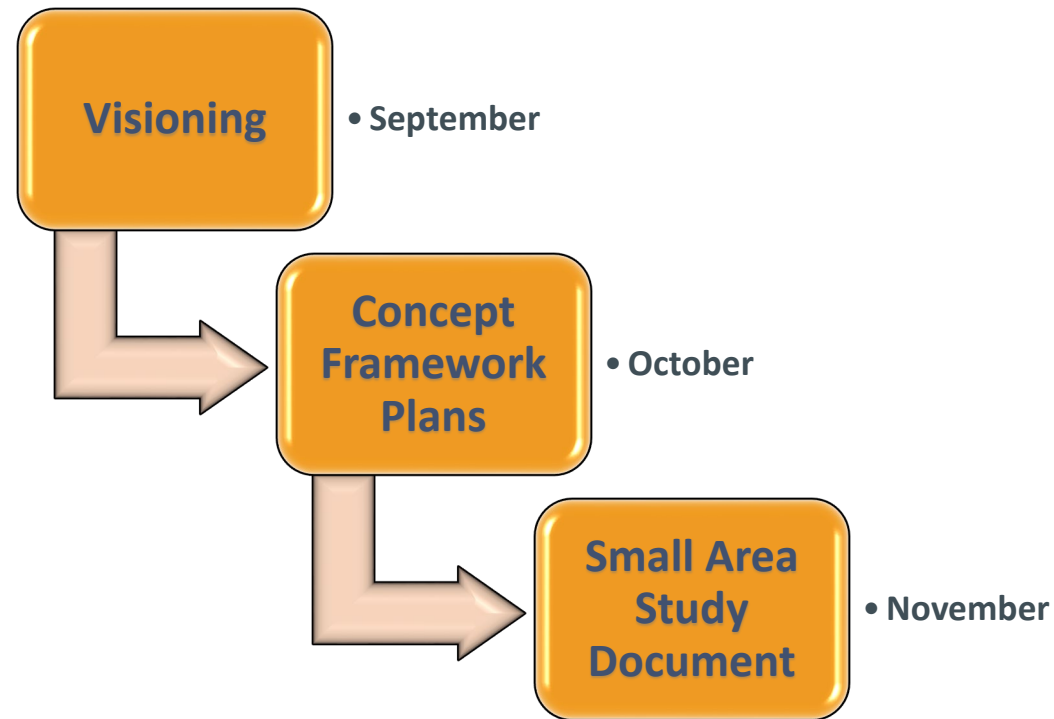 Visioning
• September
Concept
Framework
Plans
• October
Small Area
Study
Document
• November